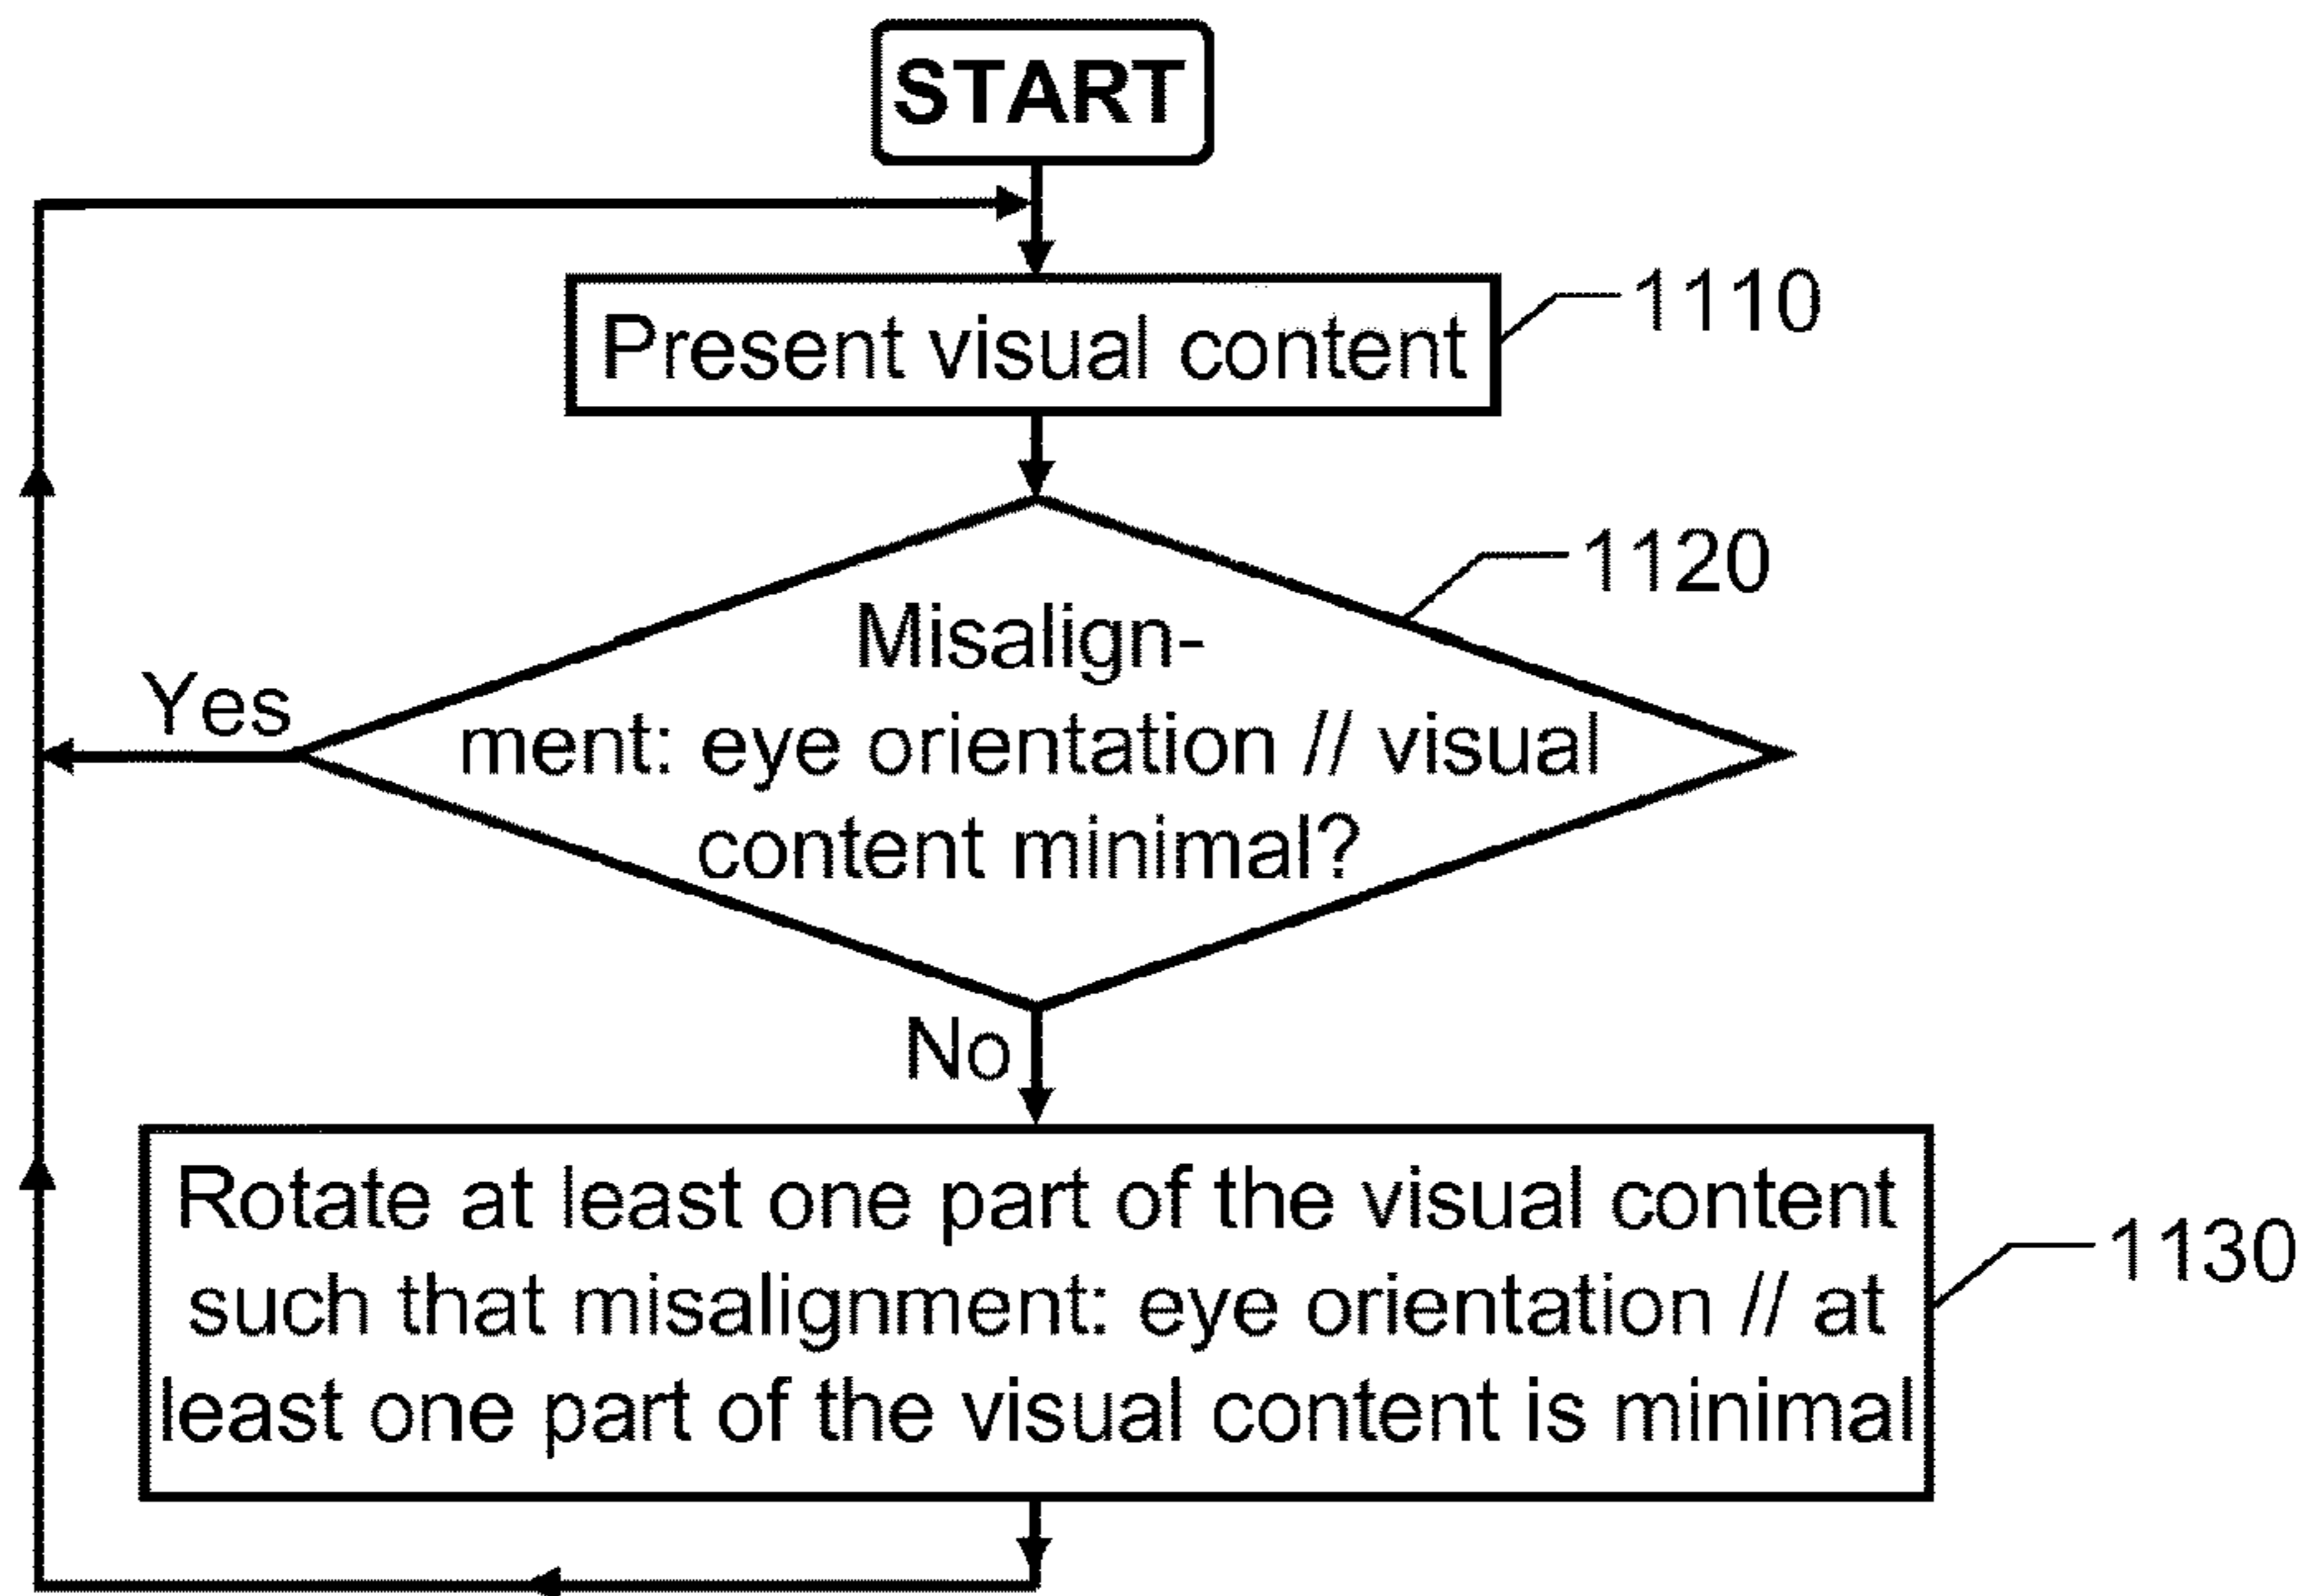 START
Present visual content
1110
1120
Misalign-
ment: eye orientation // visual
content minimal?
Yes
No
Rotate at least one part of the visual content
such that misalignment: eye orientation // at
least one part of the visual content is minimal
1130